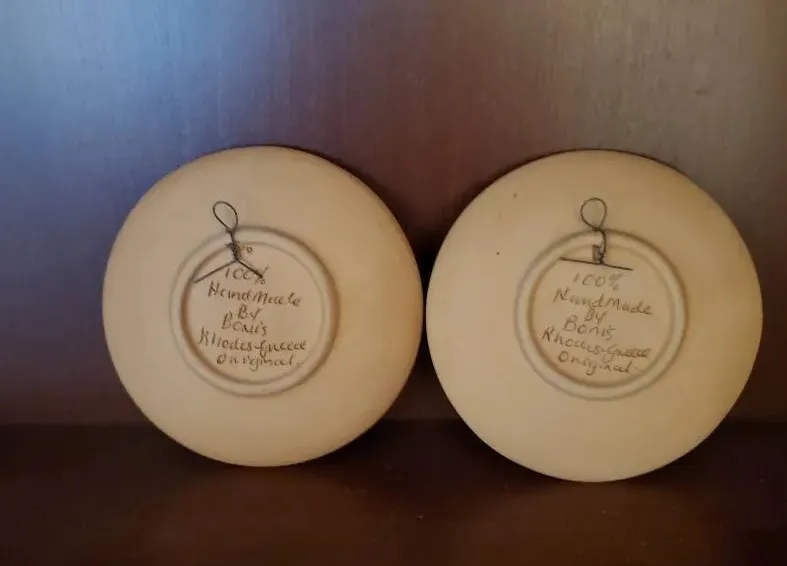 100%
HandMade
By
Bonis
Rhodes-Greece
Original.
100%
HandMade
By
Bonis
Rhodes-Greece
Original-